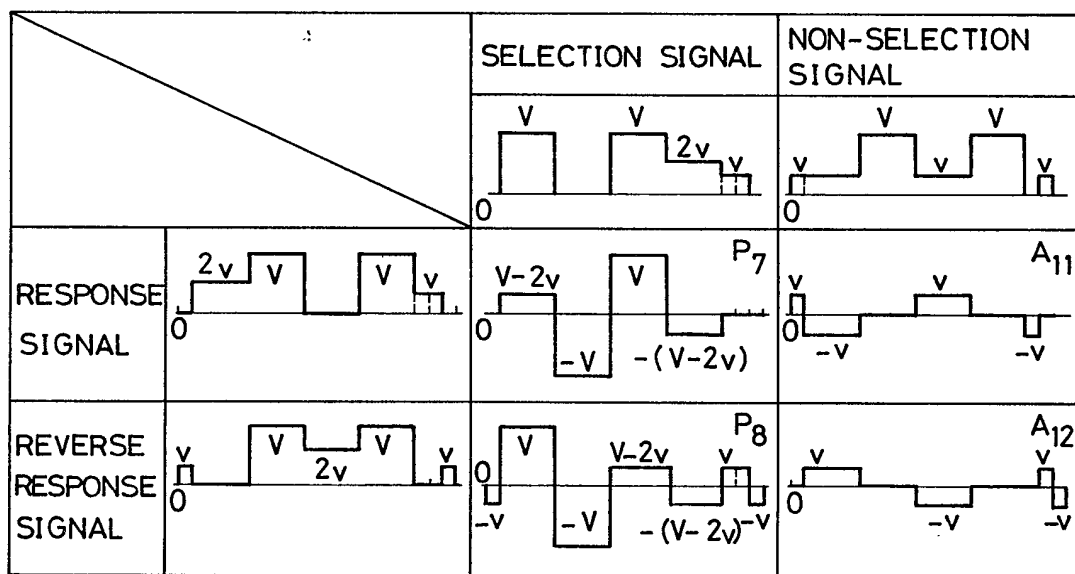 SELECTION SIGNAL
NON-SELECTION
SIGNAL
V
V
2v
v
0
v
V
v
V
v
0
RESPONSE
SIGNAL
2v
V
V
v
0
P7
V-2v
V
0
-V
-(V-2v)
A11
v
v
0
-v
-v
REVERSE
RESPONSE
SIGNAL
v
V
V
2v
0
P8
V
V-2v
v
0
-v
-V
-(V-2v)
-v
A12
v
v
0
-v
-v